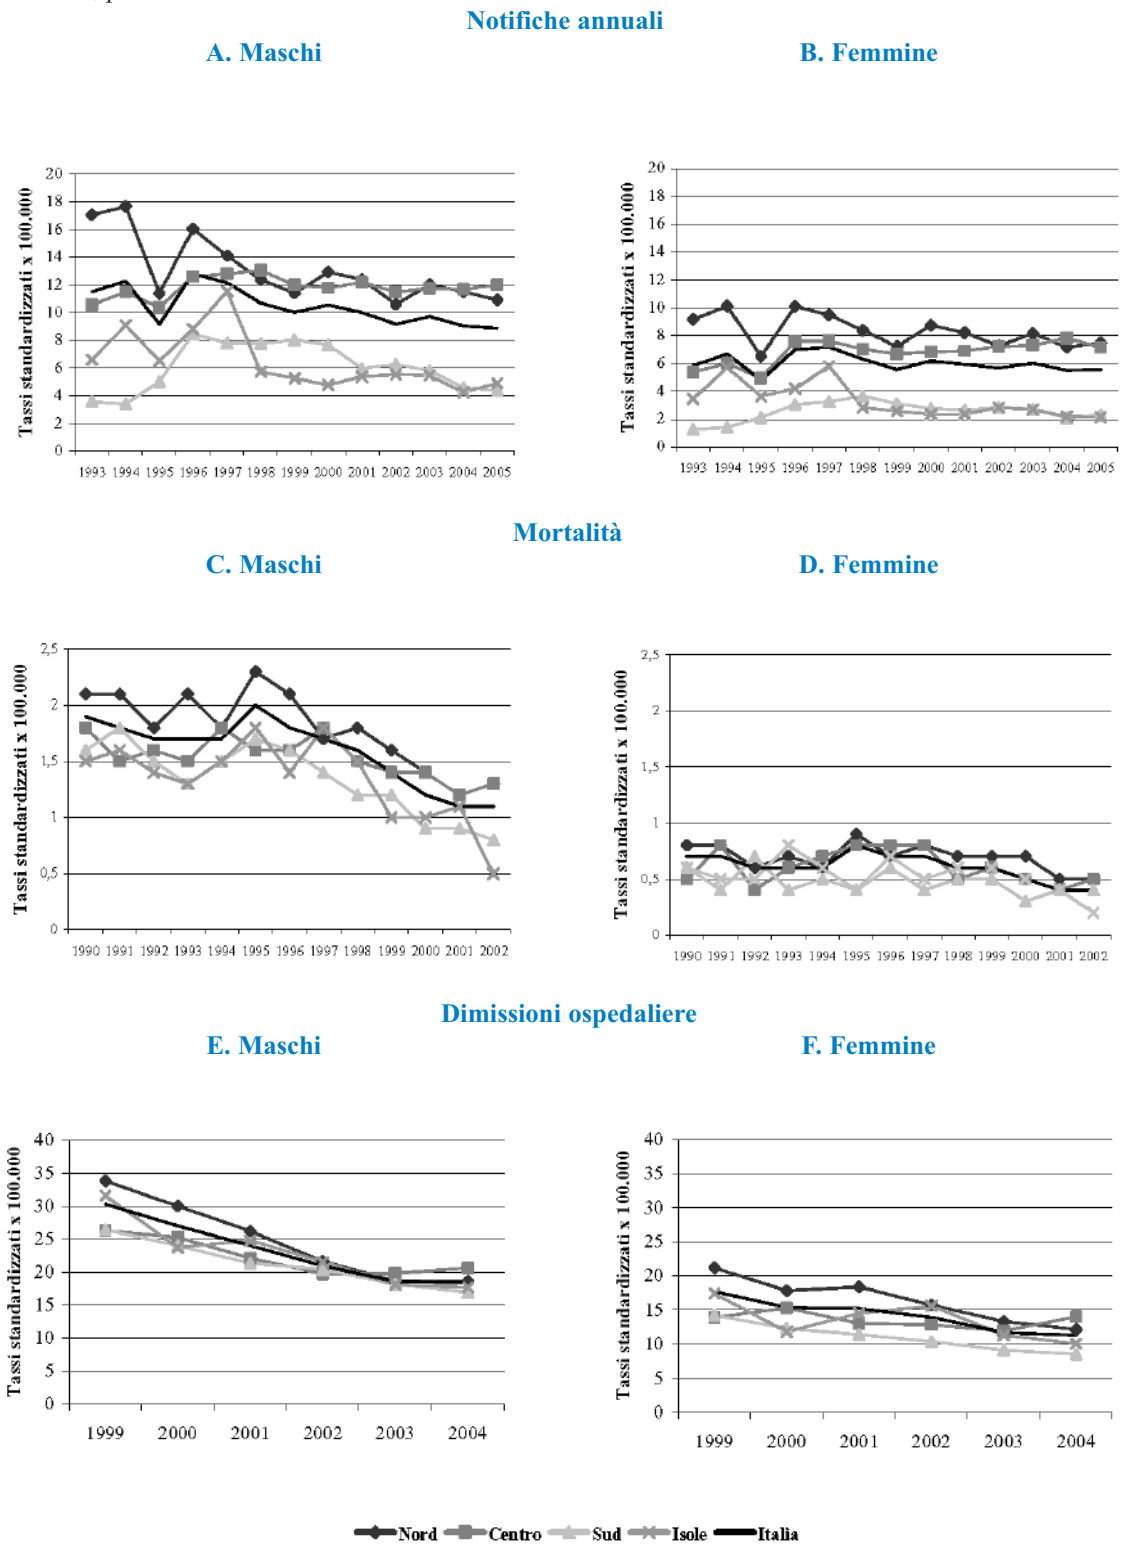 Notifiche annuali
A. Maschi
B. Femmine
Tassi standardizzati x 100.000
20
18
16
14
12
10
8
6
4
2
0
1993 1994 1995 1996 1997 1998 1999 2000 2001 2002 2003 2004 2005
Tassi standardizzati x 100.000
20
18
16
14
12
10
8
6
4
2
0
1993 1994 1995 1996 1997 1998 1999 2000 2001 2002 2003 2004 2005
Mortalità
C. Maschi
D. Femmine
Tassi standardizzati x 100.000
2,5
2
1,5
1
0,5
0
1990 1991 1992 1993 1994 1995 1996 1997 1998 1999 2000 2001 2002
Tassi standardizzati x 100.000
2,5
2
1,5
1
0,5
0
1990 1991 1992 1993 1994 1995 1996 1997 1998 1999 2000 2001 2002
Dimissioni ospedaliere
E. Maschi
F. Femmine
Tassi standardizzati x 100.000
40
35
30
25
20
15
10
5
0
1999 2000 2001 2002 2003 2004
Tassi standardizzati x 100.000
40
35
30
25
20
15
10
5
0
1999 2000 2001 2002 2003 2004
Nord Centro Sud Isole Italia